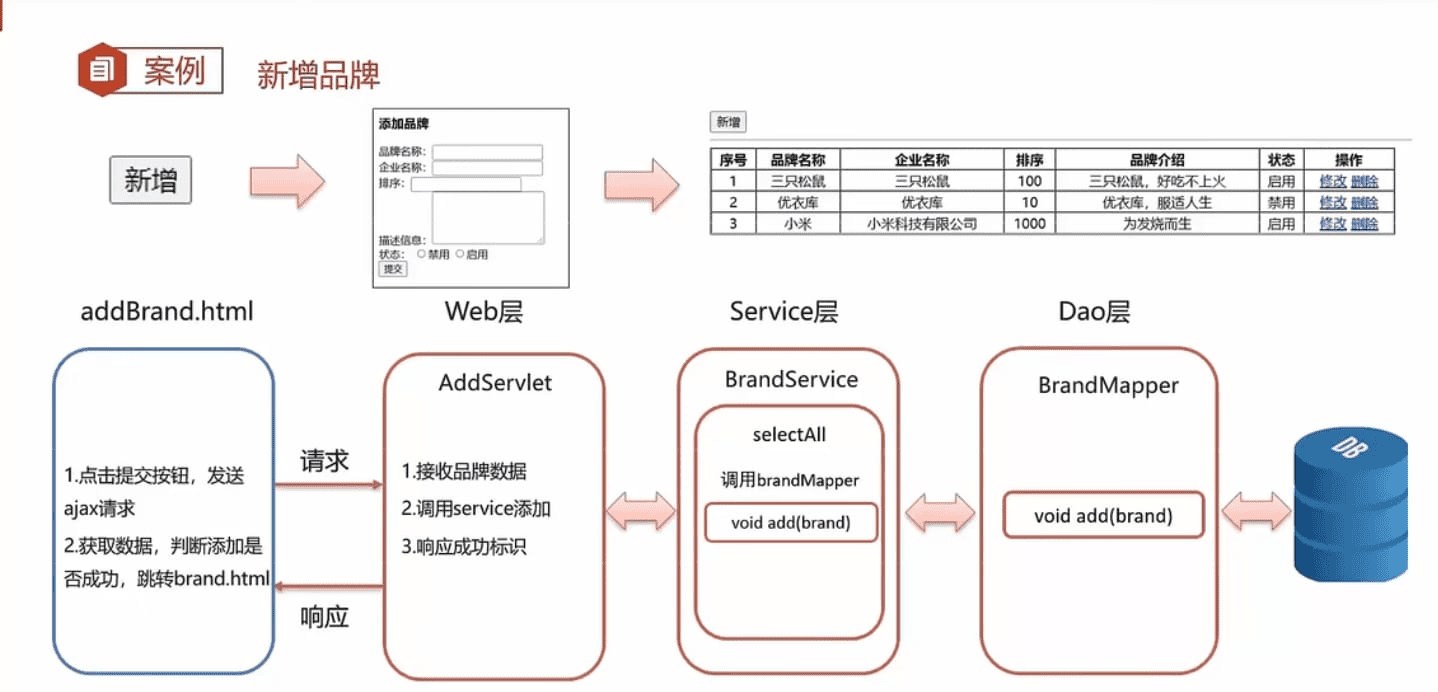 案例 新增品牌
新增
添加品牌
品牌名称：
企业名称：
排序：
描述信息：
状态： 禁用 启用
提交
新增
序号 品牌名称 企业名称 排序 品牌介绍 状态 操作
1 三只松鼠 三只松鼠 100 三只松鼠，好吃不上火 启用 修改 删除
2 优衣库 优衣库 10 优衣库，服适人生 禁用 修改 删除
3 小米 小米科技有限公司 1000 为发烧而生 启用 修改 删除
addBrand.html
1.点击提交按钮，发送
ajax请求
2.获取数据，判断添加是
否成功，跳转brand.html
请求
响应
Web层
AddServlet
1.接收品牌数据
2.调用service添加
3.响应成功标识
Service层
BrandService
selectAll
调用brandMapper
void add(brand)
Dao层
BrandMapper
void add(brand)
DB